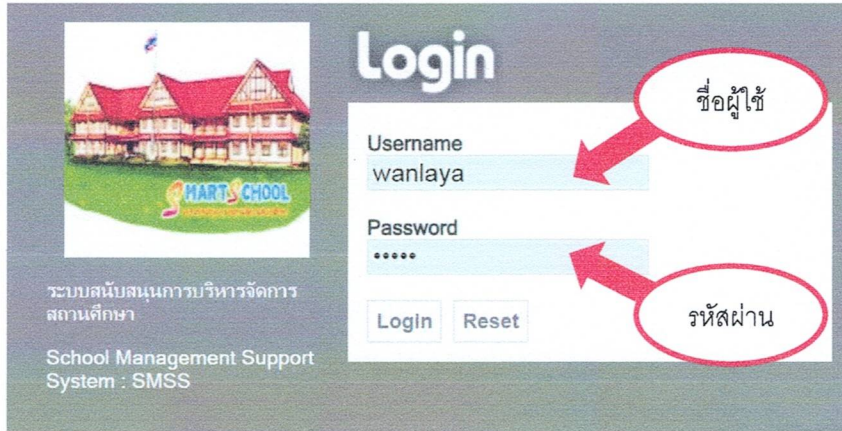 Login
ชื่อผู้ใช้
Username
wanlaya
Password
•••••
Login Reset
รหัสผ่าน
SMART SCHOOL
ระบบสนับสนุนการบริหารจัดการ
สถานศึกษา
School Management Support
System : SMSS